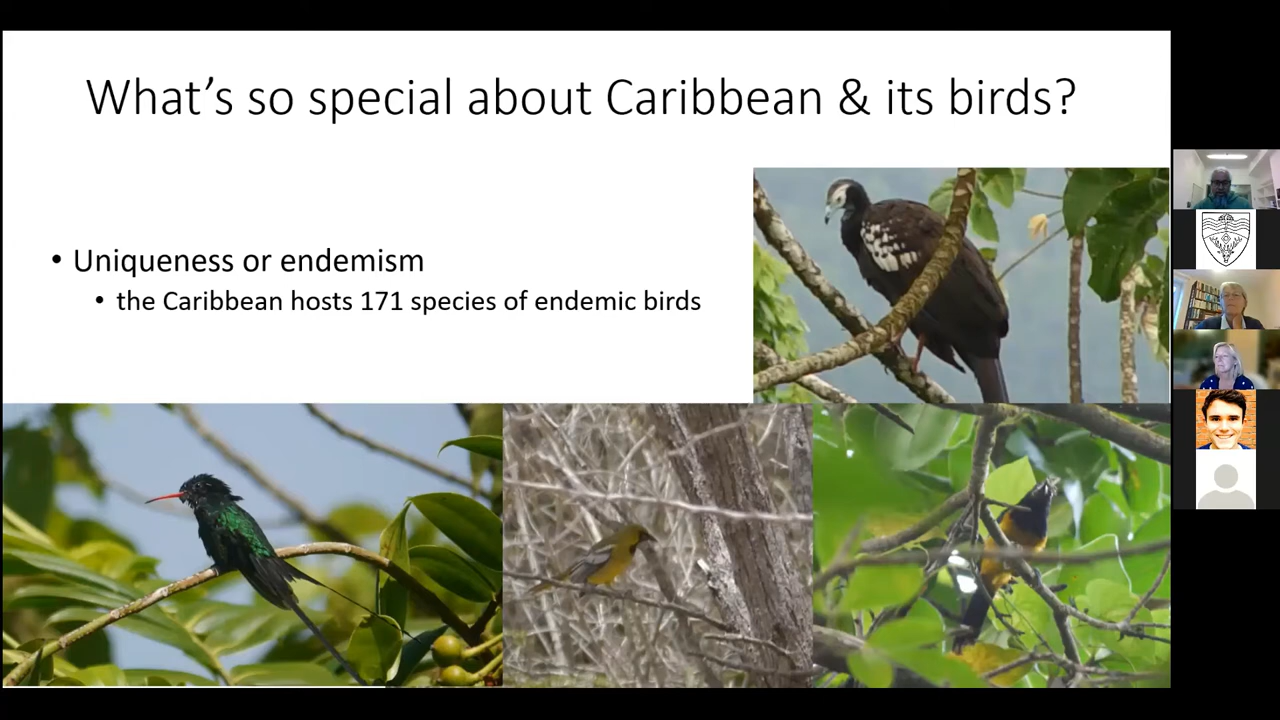 What's so special about Caribbean & its birds?
• Uniqueness or endemism
• the Caribbean hosts 171 species of endemic birds